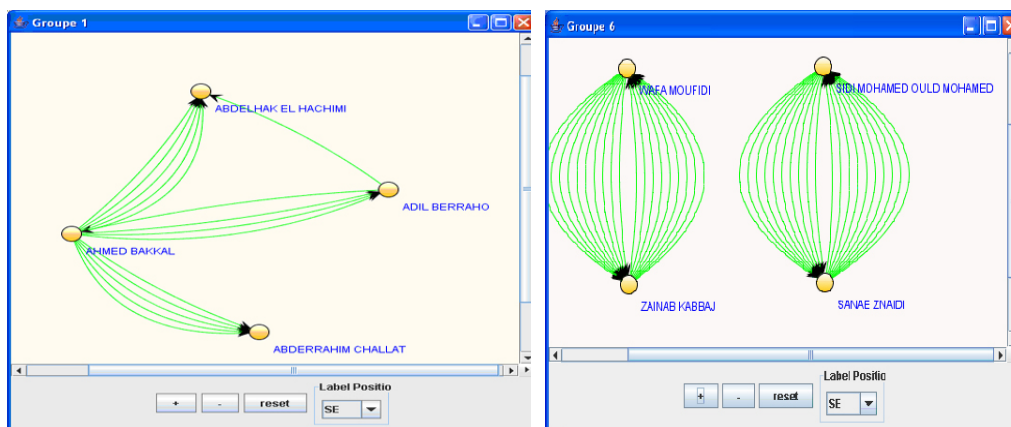 Groupe 1
ABDELHAK EL HACHIMI
ADIL BERRAHO
AHMED BAKKAL
ABDERRAHIM CHALLAT
Label Positio
+ - reset SE
Groupe 6
WAFA MOUFIDI SIDI MOHAMED OULD MOHAMED
ZAINAB KABBAJ SANAE ZNAIDI
Label Positio
+ - reset SE